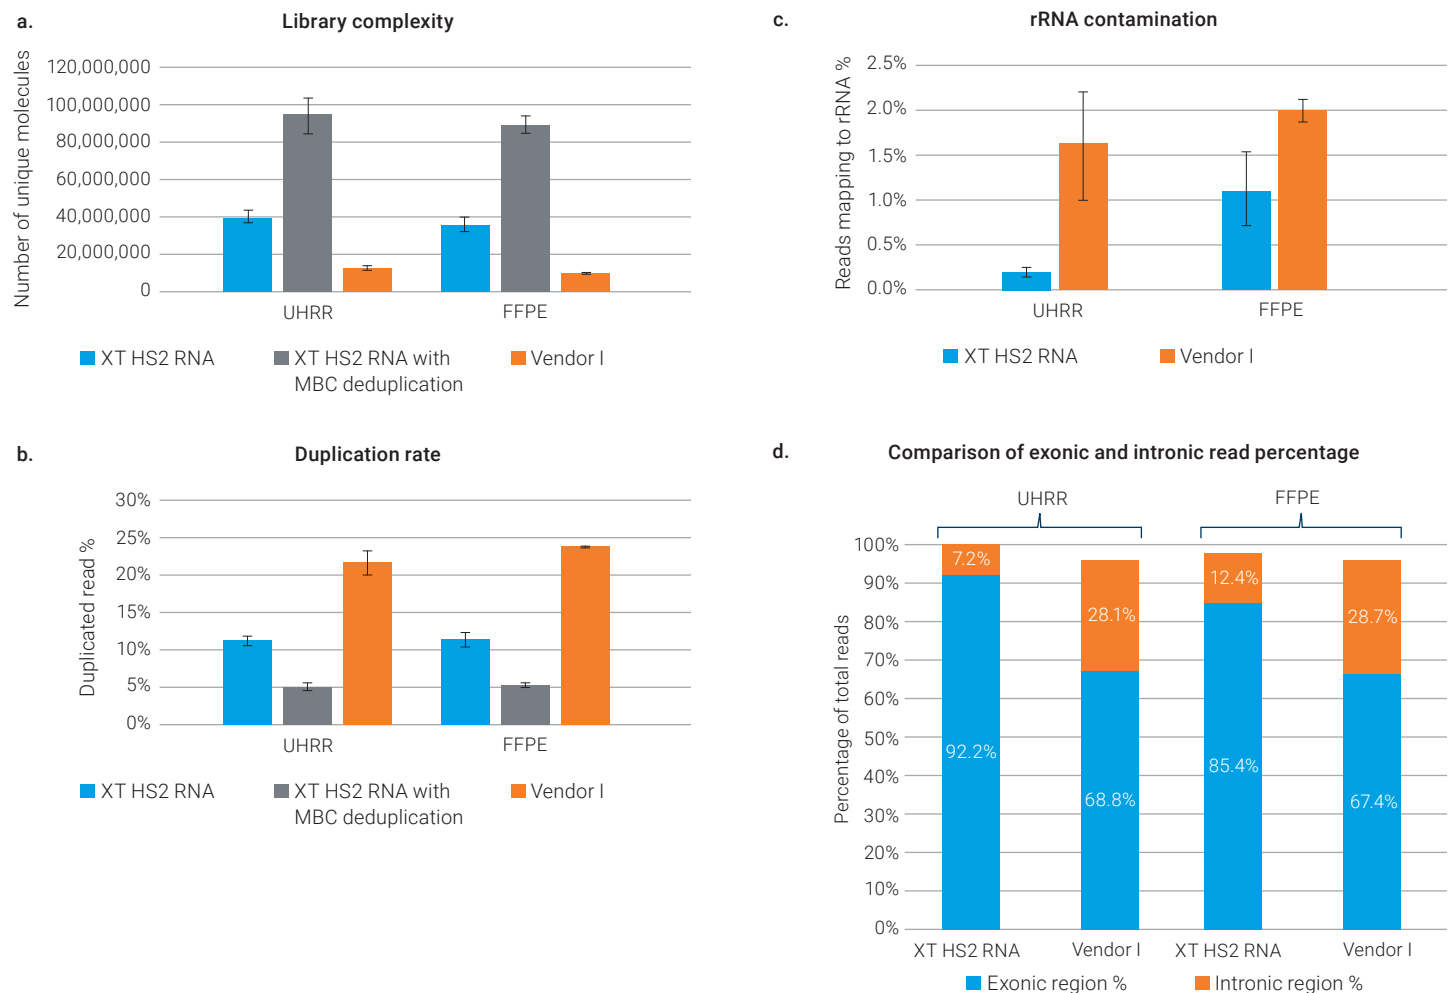 a.
Library complexity
Number of unique molecules
120,000,000
100,000,000
80,000,000
60,000,000
40,000,000
20,000,000
0
UHRR
FFPE
XT HS2 RNA
XT HS2 RNA with
MBC deduplication
Vendor I
b.
Duplication rate
Duplicated read %
30%
25%
20%
15%
10%
5%
0%
UHRR
FFPE
XT HS2 RNA
XT HS2 RNA with
MBC deduplication
Vendor I
c.
rRNA contamination
Reads mapping to rRNA %
2.5%
2.0%
1.5%
1.0%
0.5%
0.0%
UHRR
FFPE
XT HS2 RNA
Vendor I
d.
Comparison of exonic and intronic read percentage
UHRR
FFPE
Percentage of total reads
100%
90%
80%
70%
60%
50%
40%
30%
20%
10%
0%
7.2%
92.2%
28.1%
68.8%
12.4%
85.4%
28.7%
67.4%
XT HS2 RNA
Vendor I
XT HS2 RNA
Vendor I
Exonic region %
Intronic region %